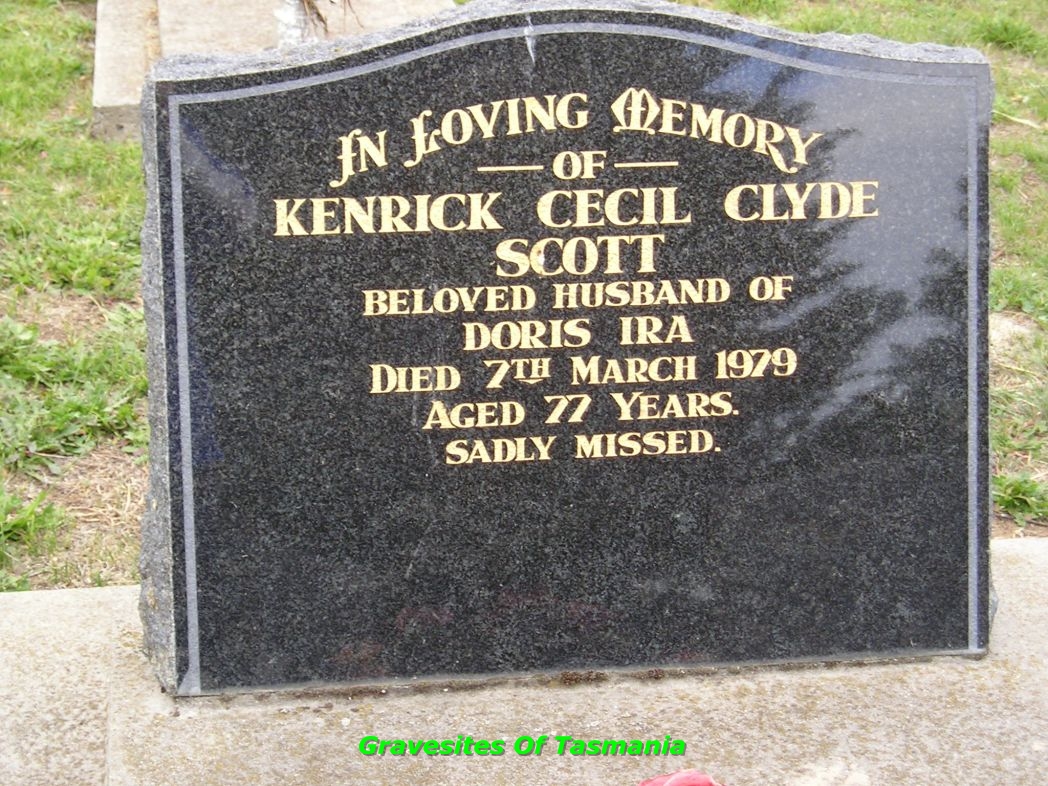 In Loving Memory
OF
KENRICK CECIL CLYDE
SCOTT
BELOVED HUSBAND OF
DORIS IRA
DIED 7TH MARCH 1979
AGED 77 YEARS.
SADLY MISSED.
Gravesites Of Tasmania